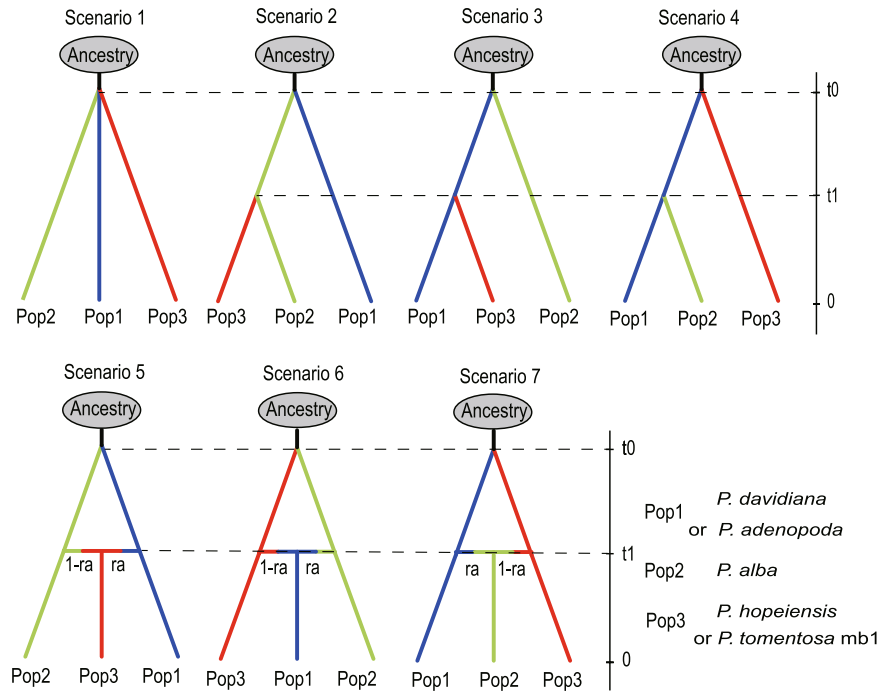 Scenario 1 Scenario 2 Scenario 3 Scenario 4
Ancestry Ancestry Ancestry Ancestry
t0
t1
0
Pop2 Pop1 Pop3 Pop3 Pop2 Pop1 Pop1 Pop3 Pop2 Pop1 Pop2 Pop3
Scenario 5 Scenario 6 Scenario 7
Ancestry Ancestry Ancestry
t0
t1
1-ra ra 1-ra ra ra 1-ra
0
Pop2 Pop3 Pop1 Pop3 Pop1 Pop2 Pop1 Pop2 Pop3
Pop1 P. davidiana
or P. adenopoda
Pop2 P. alba
Pop3 P. hopeiensis
or P. tomentosa mb1